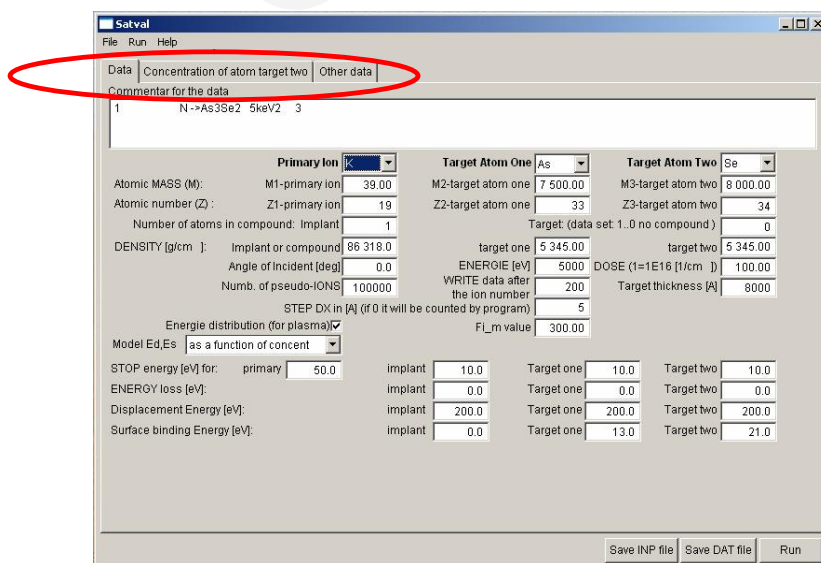 Satval
File Run Help
Data Concentration of atom target two Other data
Commentar for the data
1 N->As3Se2 5keV2 3
Primary Ion K Target Atom One As Target Atom Two Se
Atomic MASS (M): M1-primary ion 39.00 M2-target atom one 7 500.00 M3-target atom two 8 000.00
Atomic number (Z) : Z1-primary ion 19 Z2-target atom one 33 Z3-target atom two 34
Number of atoms in compound: Implant 1 Target: (data set: 1..0 no compound ) 0
DENSITY [g/cm ]: Implant or compound 86 318.0 target one 5 345.00 target two 5 345.00
Angle of Incident [deg] 0.0 ENERGIE [eV] 5000 DOSE (1=1E16 [1/cm ]) 100.00
Numb. of pseudo-IONS 100000 WRITE data after the ion number 200 Target thickness [A] 8000
STEP DX in [A] (if 0 it will be counted by program) 5
Energie distribution (for plasma) Fi_m value 300.00
Model Ed,Es as a function of concent
STOP energy [eV] for: primary 50.0 implant 10.0 Target one 10.0 Target two 10.0
ENERGY loss [eV]: implant 0.0 Target one 0.0 Target two 0.0
Displacement Energy [eV]: implant 200.0 Target one 200.0 Target two 200.0
Surface binding Energy [eV]: implant 0.0 Target one 13.0 Target two 21.0
Save INP file Save DAT file Run